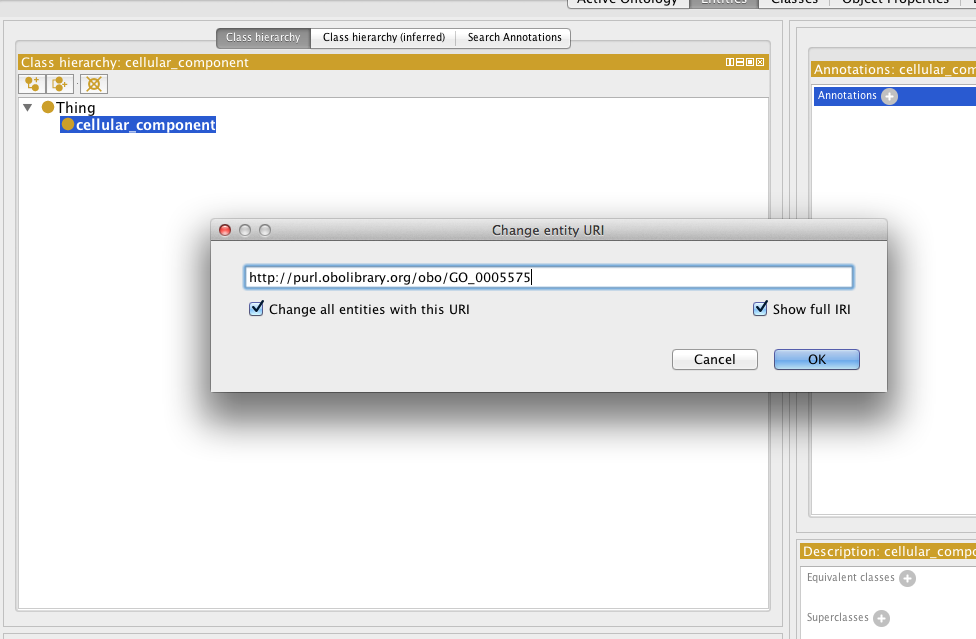 Active Ontology Entities Classes Object Properties
Class hierarchy Class hierarchy (inferred) Search Annotations
Class hierarchy: cellular_component
Thing
cellular_component
Annotations: cellular_com
Annotations
Change entity URI
http://purl.obolibrary.org/obo/GO_0005575
Change all entities with this URI Show full IRI
Cancel OK
Description: cellular_compo
Equivalent classes
Superclasses